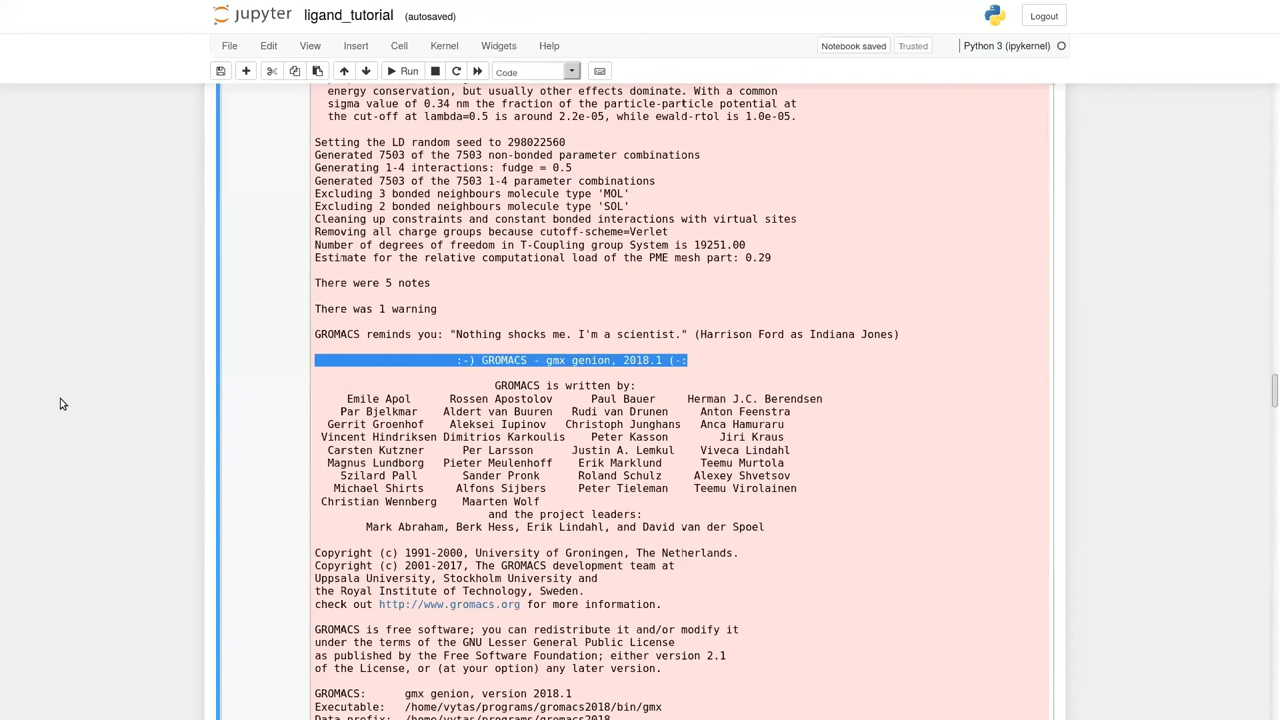 jupyter ligand_tutorial (autosaved) Logout
File Edit View Insert Cell Kernel Widgets Help Notebook saved Trusted Python 3 (ipykernel)
Run Code
energy conservation, but usually other effects dominate. With a common
sigma value of 0.34 nm the fraction of the particle-particle potential at
the cut-off at lambda=0.5 is around 2.2e-05, while ewald-rtol is 1.0e-05.
Setting the LD random seed to 298022560
Generated 7503 of the 7503 non-bonded parameter combinations
Generating 1-4 interactions: fudge = 0.5
Generated 7503 of the 7503 1-4 parameter combinations
Excluding 3 bonded neighbours molecule type 'MOL'
Excluding 2 bonded neighbours molecule type 'SOL'
Cleaning up constraints and constant bonded interactions with virtual sites
Removing all charge groups because cutoff-scheme=Verlet
Number of degrees of freedom in T-Coupling group System is 19251.00
Estimate for the relative computational load of the PME mesh part: 0.29
There were 5 notes
There was 1 warning
GROMACS reminds you: "Nothing shocks me. I'm a scientist." (Harrison Ford as Indiana Jones)
:-) GROMACS - gmx genion, 2018.1 (-:
GROMACS is written by:
Emile Apol Rossen Apostolov Paul Bauer Herman J.C. Berendsen
Par Bjelkmar Aldert van Buuren Rudi van Drunen Anton Feenstra
Gerrit Groenhof Aleksei Iupinov Christoph Junghans Anca Hamuraru
Vincent Hindriksen Dimitrios Karkoulis Peter Kasson Jiri Kraus
Carsten Kutzner Per Larsson Justin A. Lemkul Viveca Lindahl
Magnus Lundborg Pieter Meulenhoff Erik Marklund Teemu Murtola
Szilard Pall Sander Pronk Roland Schulz Alexey Shvetsov
Michael Shirts Alfons Sijbers Peter Tieleman Teemu Virolainen
Christian Wennberg Maarten Wolf
and the project leaders:
Mark Abraham, Berk Hess, Erik Lindahl, and David van der Spoel
Copyright (c) 1991-2000, University of Groningen, The Netherlands.
Copyright (c) 2001-2017, The GROMACS development team at
Uppsala University, Stockholm University and
the Royal Institute of Technology, Sweden.
check out http://www.gromacs.org for more information.
GROMACS is free software; you can redistribute it and/or modify it
under the terms of the GNU Lesser General Public License
as published by the Free Software Foundation; either version 2.1
of the License, or (at your option) any later version.
GROMACS: gmx genion, version 2018.1
Executable: /home/vytas/programs/gromacs2018/bin/gmx
Data prefix: /home/vytas/programs/gromacs2018